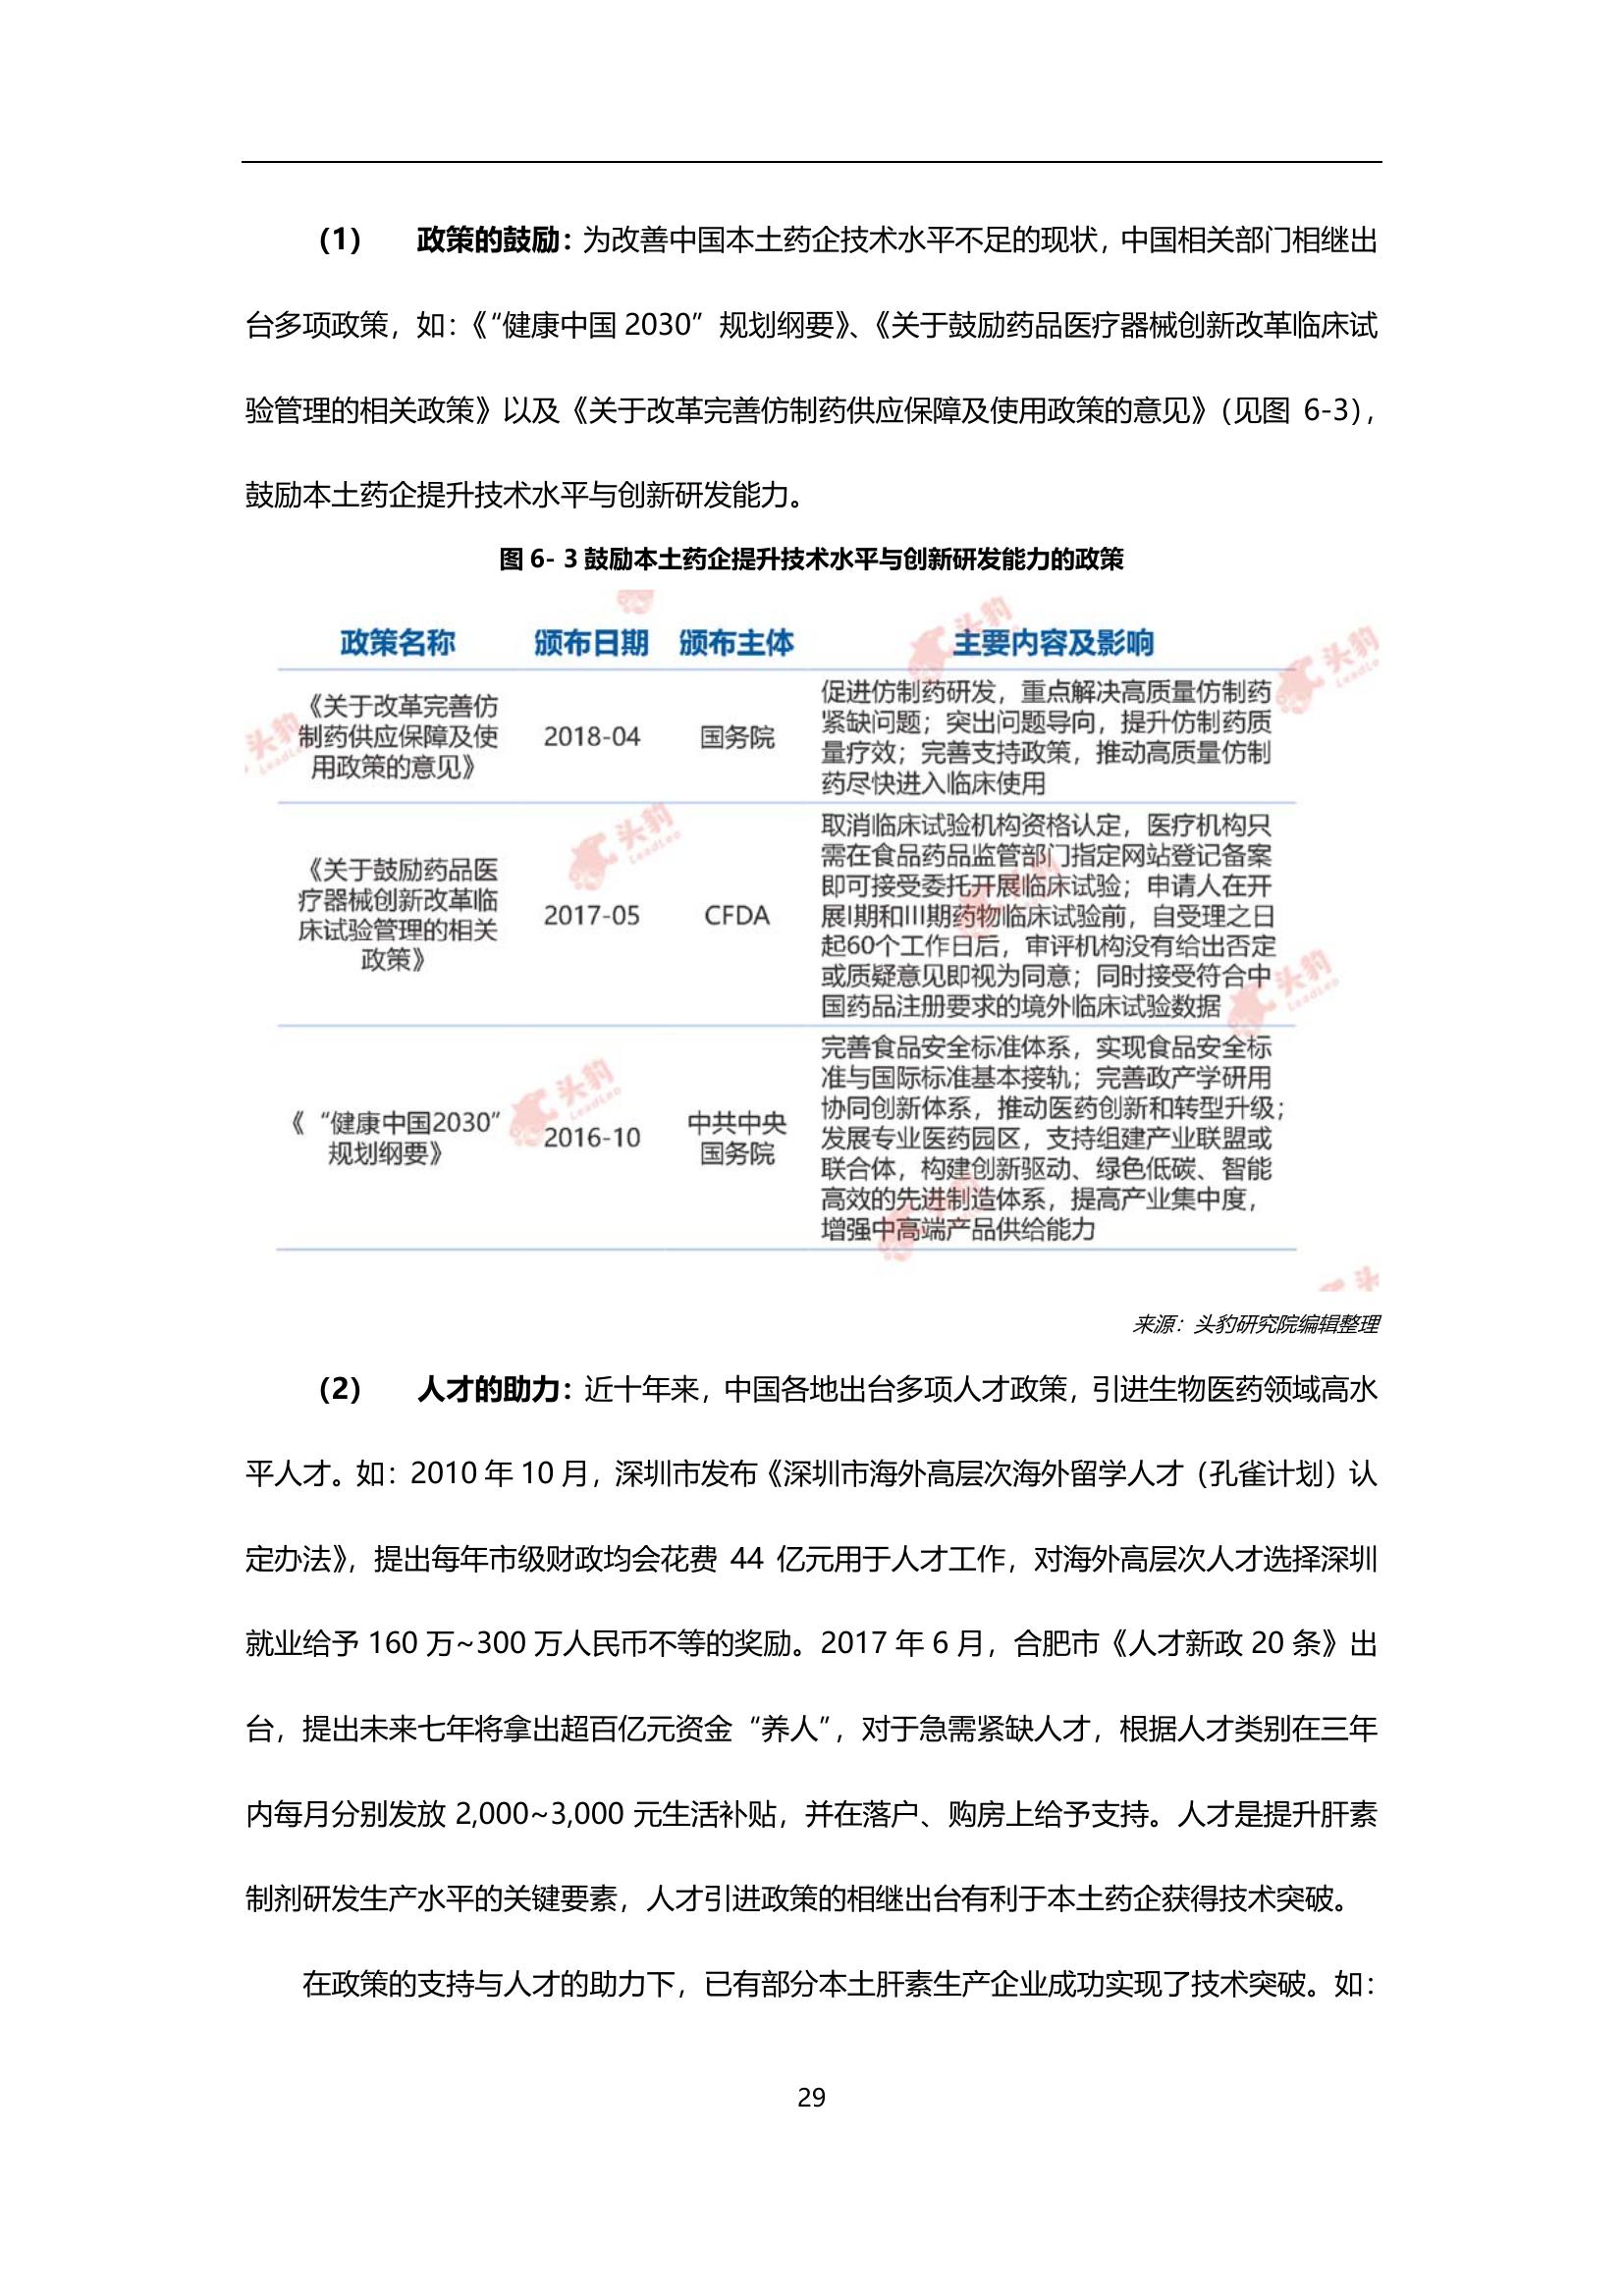 （1） 政策的鼓励：为改善中国本土药企技术水平不足的现状，中国相关部门相继出
台多项政策，如：《“健康中国 2030”规划纲要》、《关于鼓励药品医疗器械创新改革临床试
验管理的相关政策》以及《关于改革完善仿制药供应保障及使用政策的意见》（见图 6-3），
鼓励本土药企提升技术水平与创新研发能力。
图 6- 3 鼓励本土药企提升技术水平与创新研发能力的政策
政策名称 颁布日期 颁布主体 主要内容及影响
《关于改革完善仿
制药供应保障及使
用政策的意见》
2018-04
国务院
促进仿制药研发，重点解决高质量仿制药
紧缺问题；突出问题导向，提升仿制药质
量疗效；完善支持政策，推动高质量仿制
药尽快进入临床使用
《关于鼓励药品医
疗器械创新改革临
床试验管理的相关
政策》
2017-05
CFDA
取消临床试验机构资格认定，医疗机构只
需在食品药品监管部门指定网站登记备案
即可接受委托开展临床试验；申请人在开
展I期和III期药物临床试验前，自受理之日
起60个工作日后，审评机构没有给出否定
或质疑意见即视为同意；同时接受符合中
国药品注册要求的境外临床试验数据
《“健康中国2030”
规划纲要》
2016-10
中共中央
国务院
完善食品安全标准体系，实现食品安全标
准与国际标准基本接轨；完善政产学研用
协同创新体系，推动医药创新和转型升级；
发展专业医药园区，支持组建产业联盟或
联合体，构建创新驱动、绿色低碳、智能
高效的先进制造体系，提高产业集中度，
增强中高端产品供给能力
来源：头豹研究院编辑整理
（2） 人才的助力：近十年来，中国各地出台多项人才政策，引进生物医药领域高水
平人才。如：2010 年 10 月，深圳市发布《深圳市海外高层次海外留学人才（孔雀计划）认
定办法》，提出每年市级财政均会花费 44 亿元用于人才工作，对海外高层次人才选择深圳
就业给予 160 万~300 万人民币不等的奖励。2017 年 6 月，合肥市《人才新政 20 条》出
台，提出未来七年将拿出超百亿元资金“养人”，对于急需紧缺人才，根据人才类别在三年
内每月分别发放 2,000~3,000 元生活补贴，并在落户、购房上给予支持。人才是提升肝素
制剂研发生产水平的关键要素，人才引进政策的相继出台有利于本土药企获得技术突破。
在政策的支持与人才的助力下，已有部分本土肝素生产企业成功实现了技术突破。如：
29